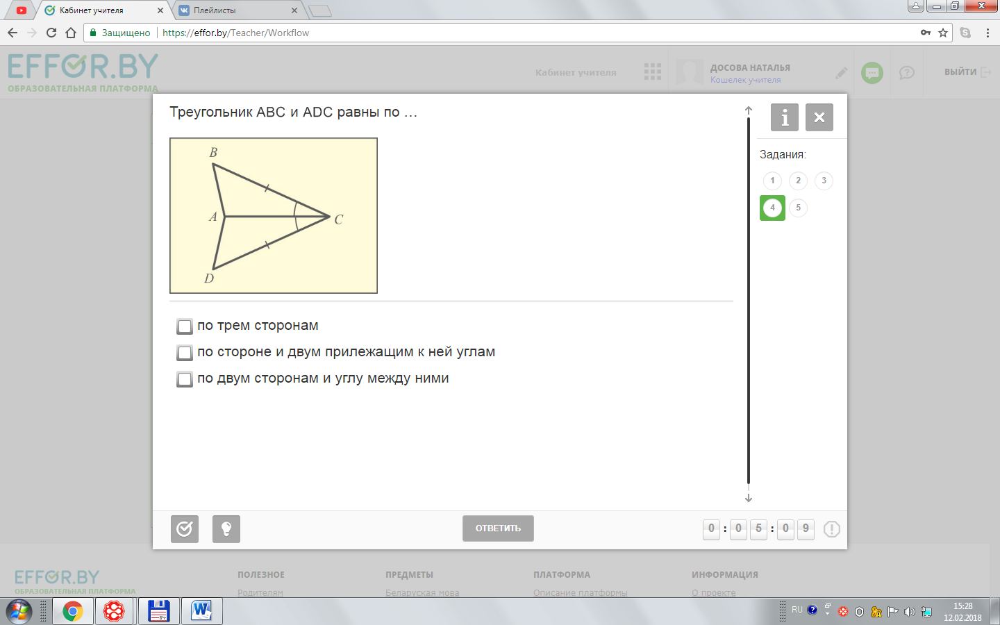 Кабинет учителя
Плейлисты
Защищено
https://effor.by/Teacher/Workflow
EFFOR.BY
ОБРАЗОВАТЕЛЬНАЯ ПЛАТФОРМА
Кабинет учителя
ДОСОВА НАТАЛЬЯ
Кошелек учителя
ВЫЙТИ
Треугольник ABC и ADC равны по …
B
A
C
D
по трем сторонам
по стороне и двум прилежащим к ней углам
по двум сторонам и углу между ними
Задания:
1 2 3
4 5
ОТВЕТИТЬ
0 : 0 5 : 0 9
EFFOR.BY
ОБРАЗОВАТЕЛЬНАЯ ПЛАТФОРМА
ПОЛЕЗНОЕ
Родителям
ПРЕДМЕТЫ
Беларуская мова
ПЛАТФОРМА
Описание платформы
ИНФОРМАЦИЯ
О проекте
64
RU
15:28
12.02.2018